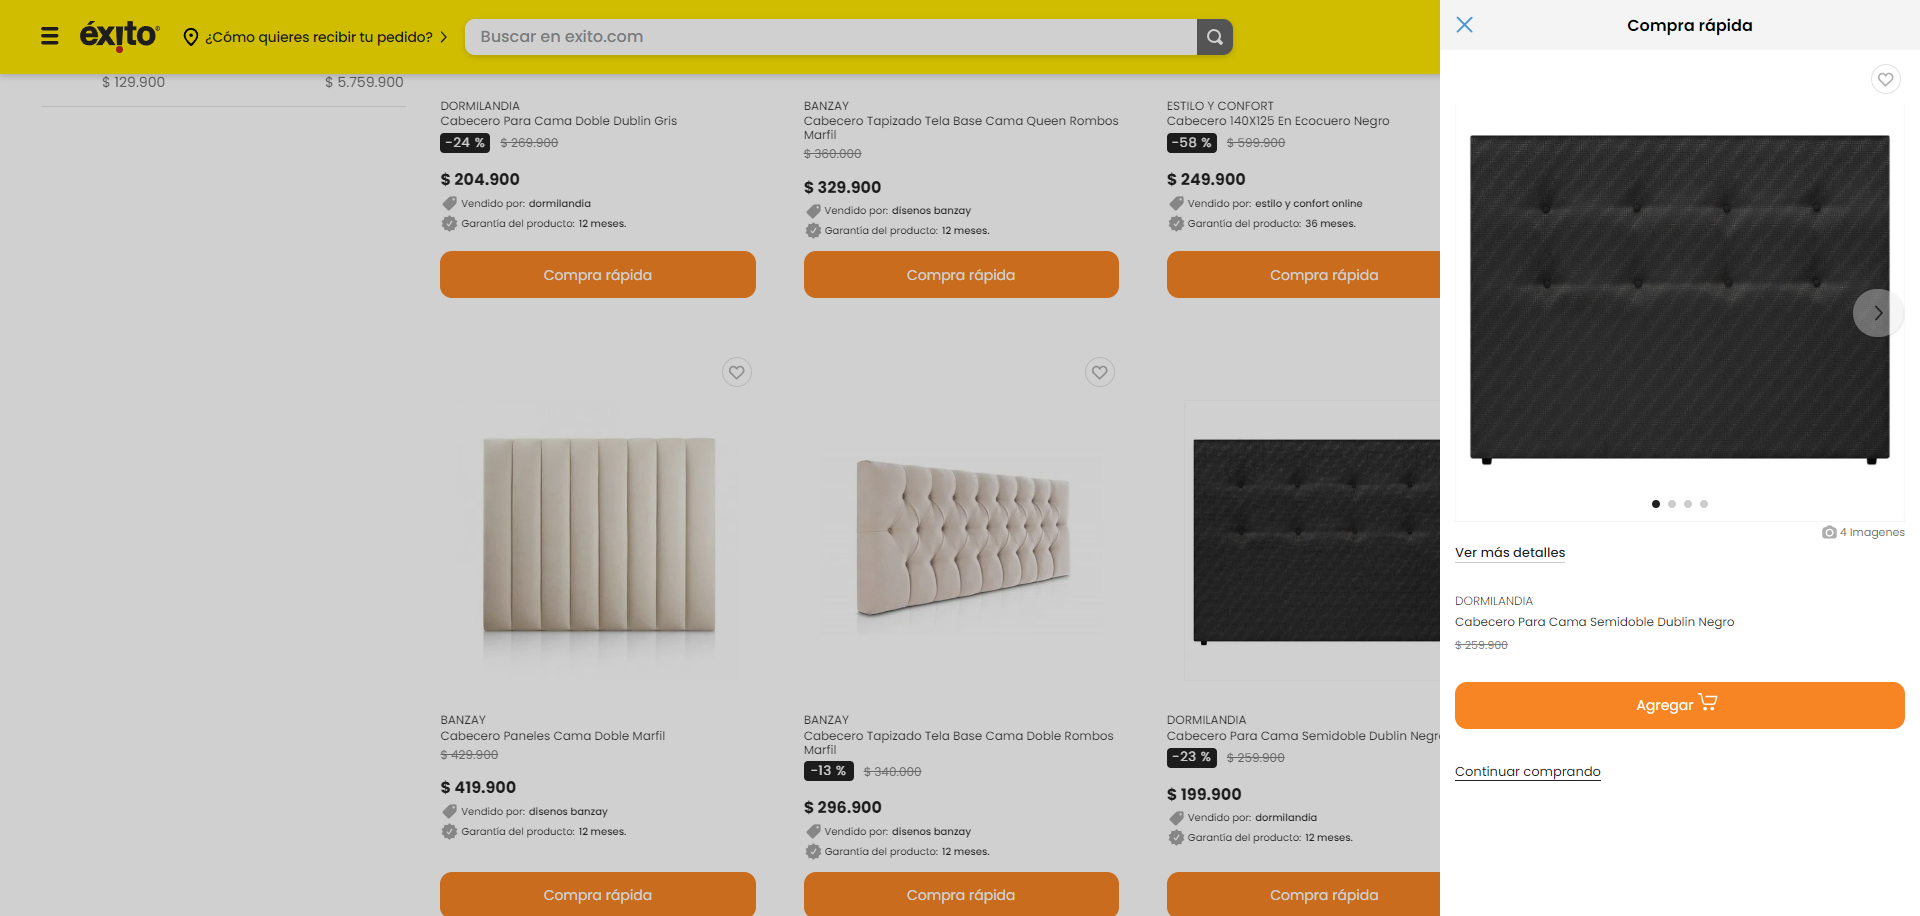 éxito
¿Cómo quieres recibir tu pedido?
Buscar en exito.com
$ 129.900
$ 5.759.900
DORMILANDIA
Cabecero Para Cama Doble Dublin Gris
-24 % $ 269.900
$ 204.900
Vendido por: dormilandia
Garantía del producto: 12 meses.
Compra rápida
BANZAY
Cabecero Tapizado Tela Base Cama Queen Rombos
Marfil
$ 360.000
$ 329.900
Vendido por: disenos banzay
Garantía del producto: 12 meses.
Compra rápida
ESTILO Y CONFORT
Cabecero 140X125 En Ecocuero Negro
-58 % $ 599.900
$ 249.900
Vendido por: estilo y confort online
Garantía del producto: 36 meses.
Compra rápida
BANZAY
Cabecero Paneles Cama Doble Marfil
$ 429.900
$ 419.900
Vendido por: disenos banzay
Garantía del producto: 12 meses.
Compra rápida
BANZAY
Cabecero Tapizado Tela Base Cama Doble Rombos
Marfil
-13 % $ 340.000
$ 296.900
Vendido por: disenos banzay
Garantía del producto: 12 meses.
Compra rápida
DORMILANDIA
Cabecero Para Cama Semidoble Dublin Negro
-23 % $ 259.900
$ 199.900
Vendido por: dormilandia
Garantía del producto: 12 meses.
Compra rápida
Compra rápida
4 Imagenes
Ver más detalles
DORMILANDIA
Cabecero Para Cama Semidoble Dublin Negro
$ 259.900
Agregar
Continuar comprando